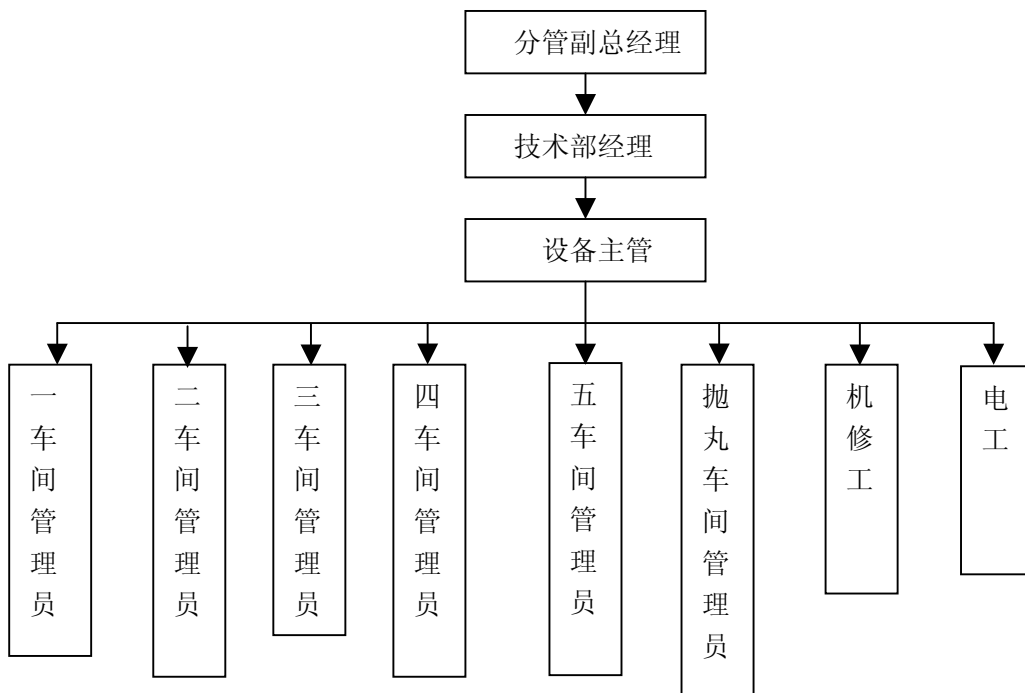 分管副总经理
技术部经理
设备主管
一车间管理员
二车间管理员
三车间管理员
四车间管理员
五车间管理员
抛丸车间管理员
机修工
电工